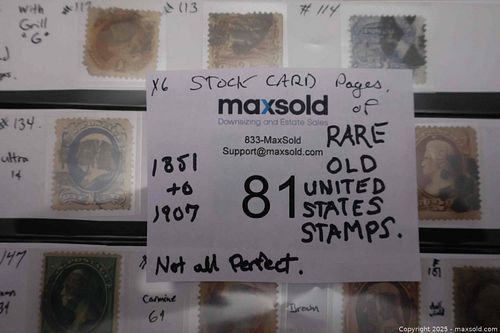 With
Grill
"G"
#112
#113
#114
X6 STOCK CARD Pages.
of
maxsold
Downsizing and Estate Sales
833-MaxSold
Support@maxsold.com
RARE
OLD
UNITED
STATES
STAMPS.
1851
to
1907
81
Not all Perfect.
#134.
ultra
14
147
Carmine
64
Brown
Copyright 2025 - maxsold.com